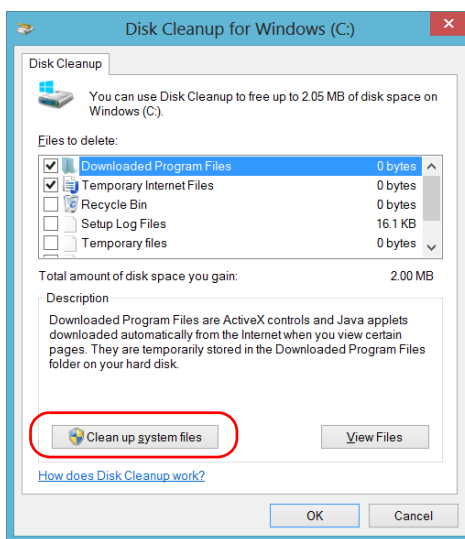 Disk Cleanup for Windows (C:)
Disk Cleanup
You can use Disk Cleanup to free up to 2.05 MB of disk space on
Windows (C:).
Files to delete:
Downloaded Program Files 0 bytes
Temporary Internet Files 0 bytes
Recycle Bin 0 bytes
Setup Log Files 16.1 KB
Temporary files 0 bytes
Total amount of disk space you gain: 2.00 MB
Description
Downloaded Program Files are ActiveX controls and Java applets
downloaded automatically from the Internet when you view certain
pages. They are temporarily stored in the Downloaded Program Files
folder on your hard disk.
Clean up system files View Files
How does Disk Cleanup work?
OK Cancel